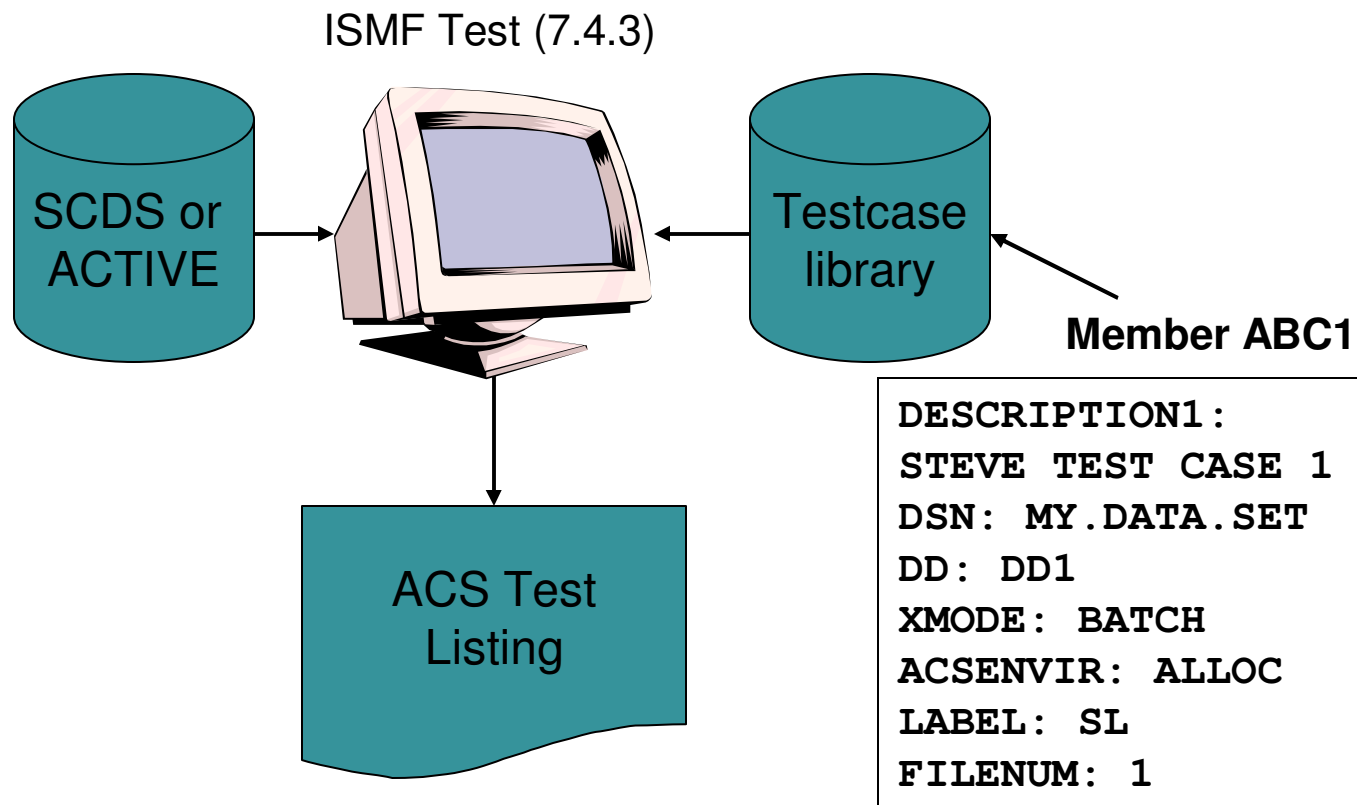 ISMF Test (7.4.3)
SCDS or
ACTIVE
Testcase
library
Member ABC1
ACS Test
Listing
DESCRIPTION1:
STEVE TEST CASE 1
DSN: MY.DATA.SET
DD: DD1
XMODE: BATCH
ACSENVIR: ALLOC
LABEL: SL
FILENUM: 1